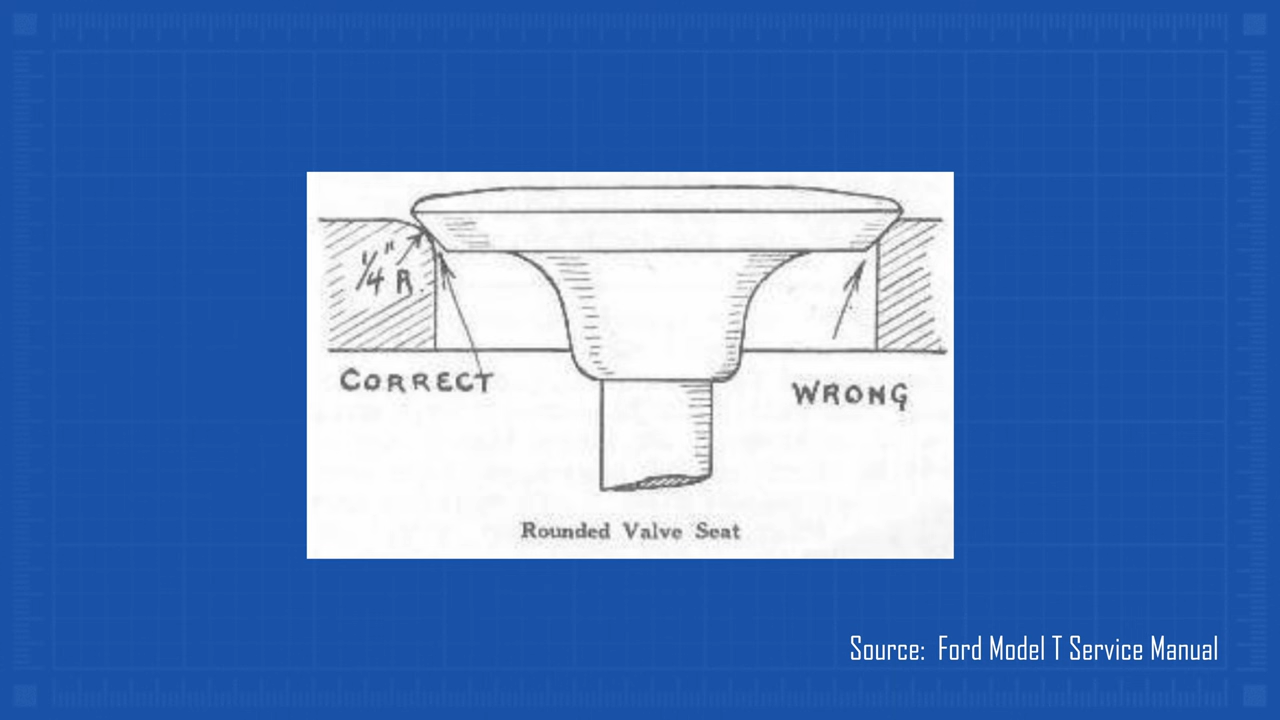 1/4" R.
CORRECT
WRONG
Rounded Valve Seat
Source: Ford Model T Service Manual